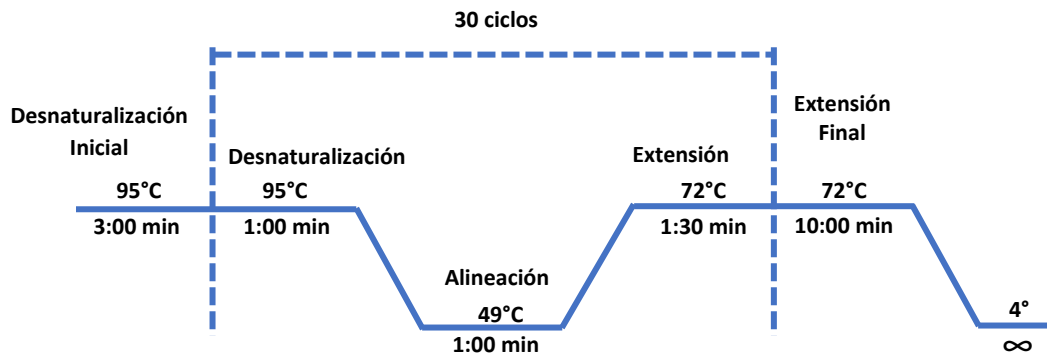 30 ciclos
Desnaturalización
Inicial
95°C
3:00 min
Desnaturalización
95°C
1:00 min
Alineación
49°C
1:00 min
Extensión
72°C
1:30 min
Extensión
Final
72°C
10:00 min
4°
∞